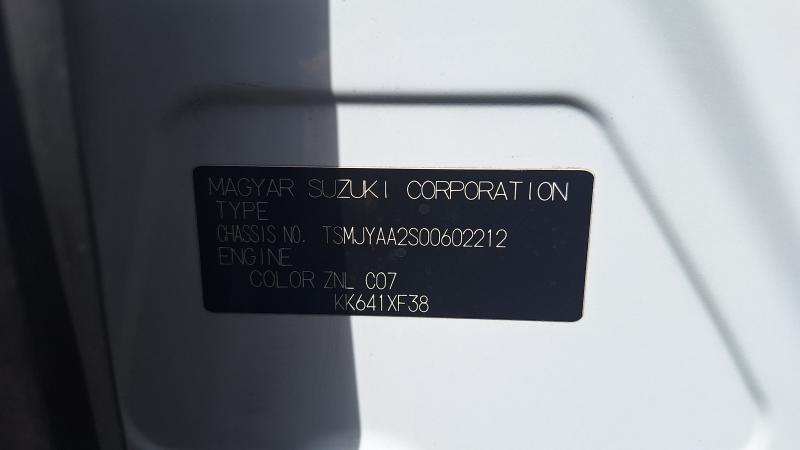 MAGYAR SUZUKI CORPORATION
TYPE
CHASSIS NO. TSMJYAA2S00602212
ENGINE
COLOR ZNL C07
KK641XF38